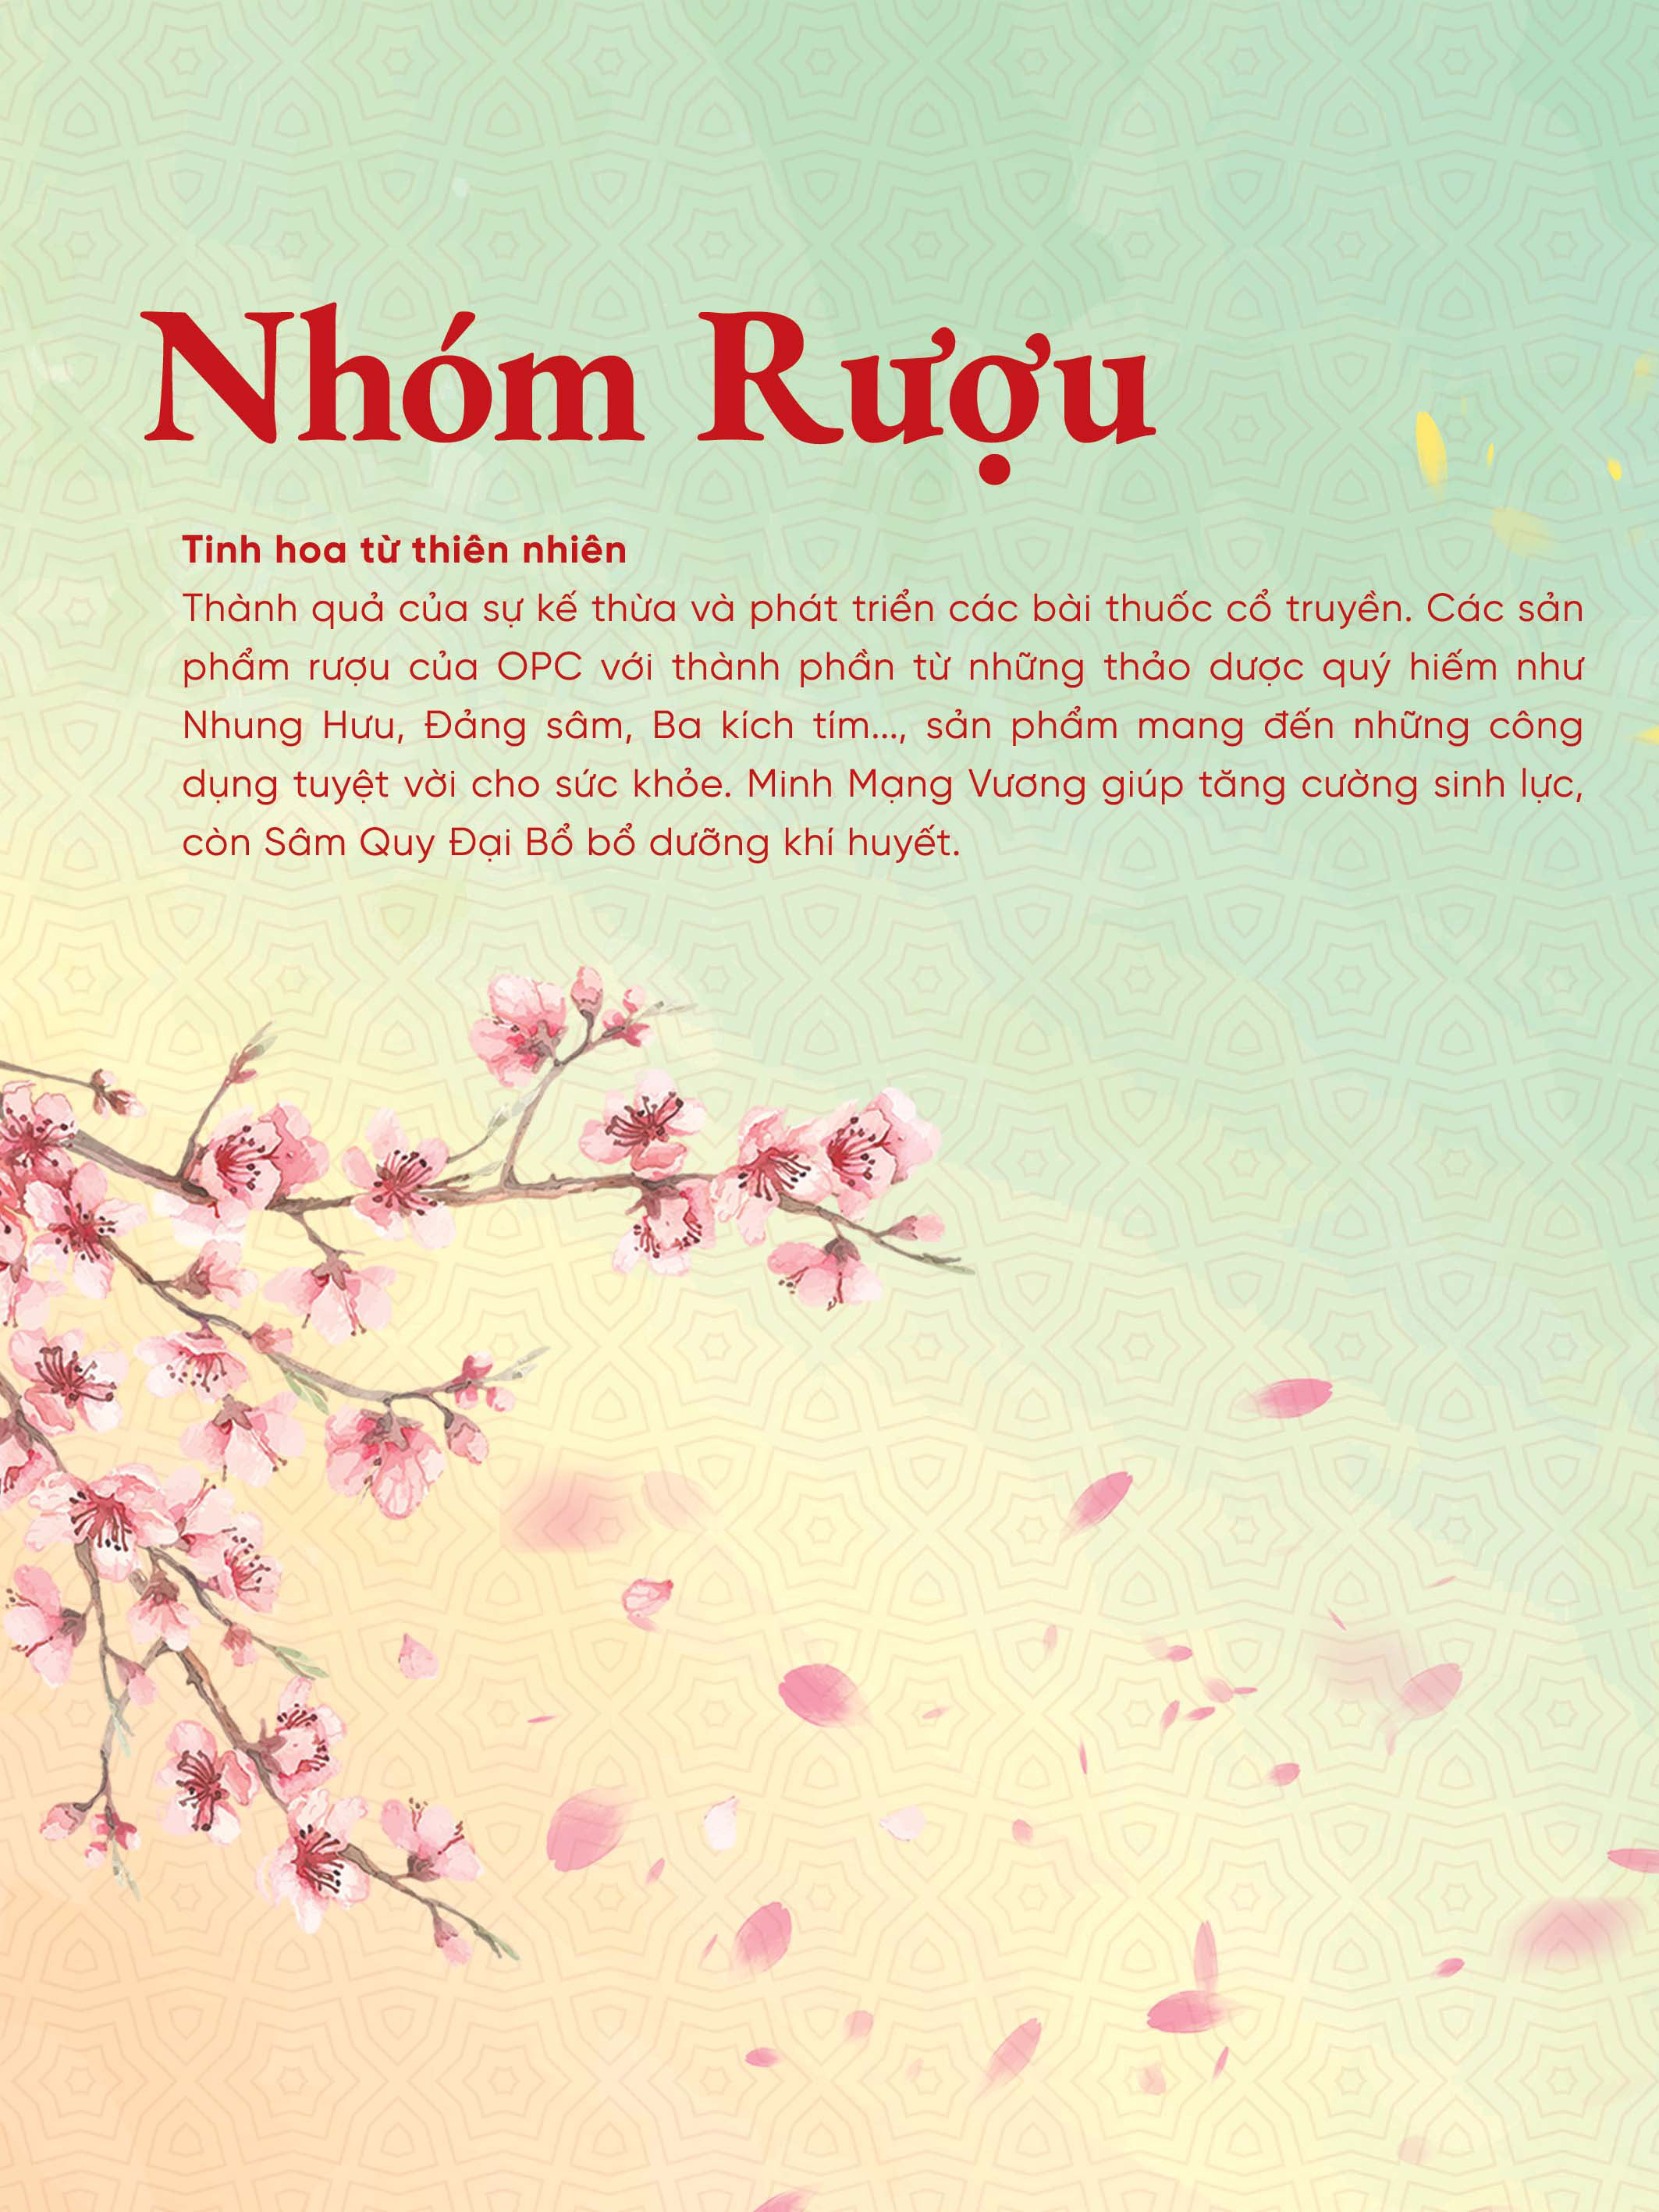 Nhóm Rượu
Tinh hoa từ thiên nhiên
Thành quả của sự kế thừa và phát triển các bài thuốc cổ truyền. Các sản
phẩm rượu của OPC với thành phần từ những thảo dược quý hiếm như
Nhung Hưu, Đảng sâm, Ba kích tím..., sản phẩm mang đến những công
dụng tuyệt vời cho sức khỏe. Minh Mạng Vương giúp tăng cường sinh lực,
còn Sâm Quy Đại Bổ bổ dưỡng khí huyết.